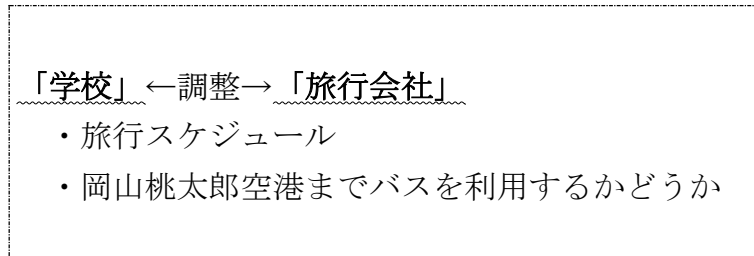 「学校」←調整→「旅行会社」
・旅行スケジュール
・岡山桃太郎空港までバスを利用するかどうか